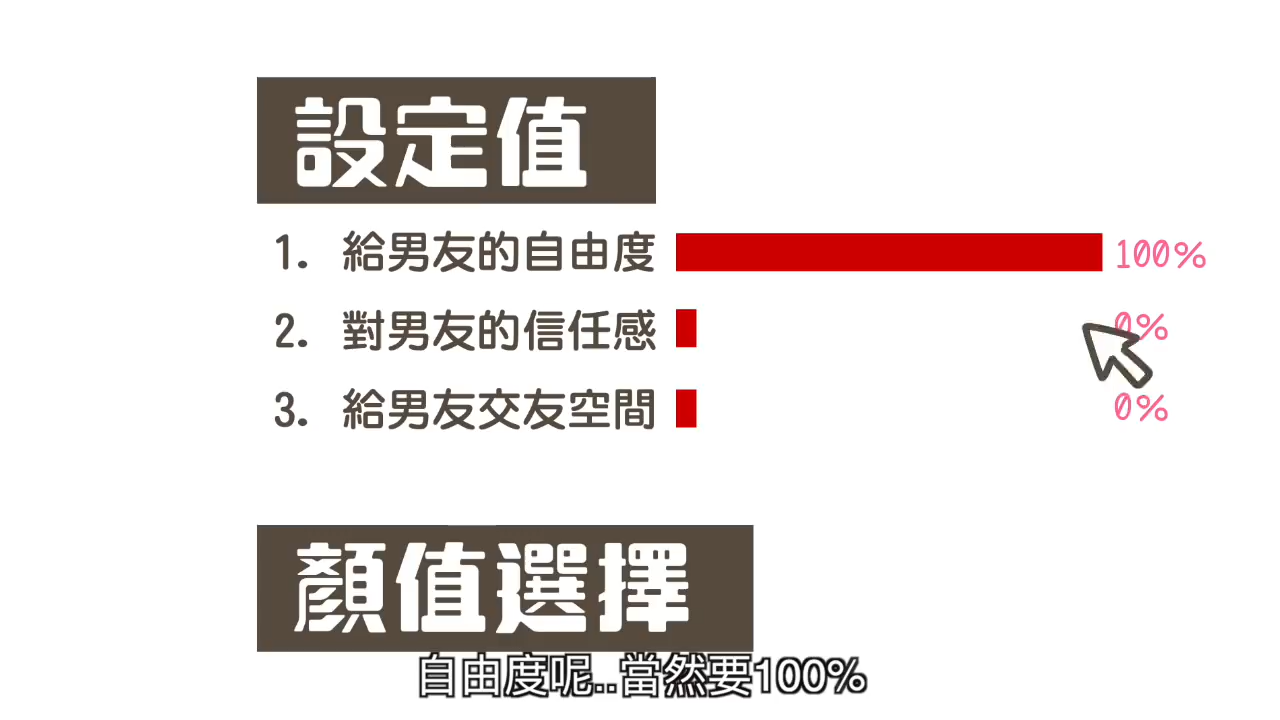 設定值
1. 給男友的自由度 100%
2. 對男友的信任感 0%
3. 給男友交友空間 0%
顏值選擇
自由度呢..當然要100%